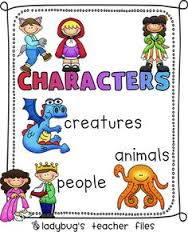 CHARACTERS
creatures
animals
people
@ladybug's teacher files